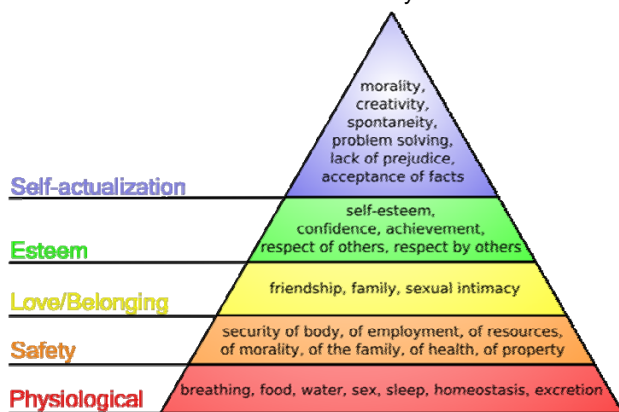 morality,
creativity,
spontaneity,
problem solving,
lack of prejudice,
acceptance of facts
Self-actualization
self-esteem,
confidence, achievement,
respect of others, respect by others
Esteem
friendship, family, sexual intimacy
Love/Belonging
security of body, of employment, of resources,
of morality, of the family, of health, of property
Safety
breathing, food, water, sex, sleep, homeostasis, excretion
Physiological